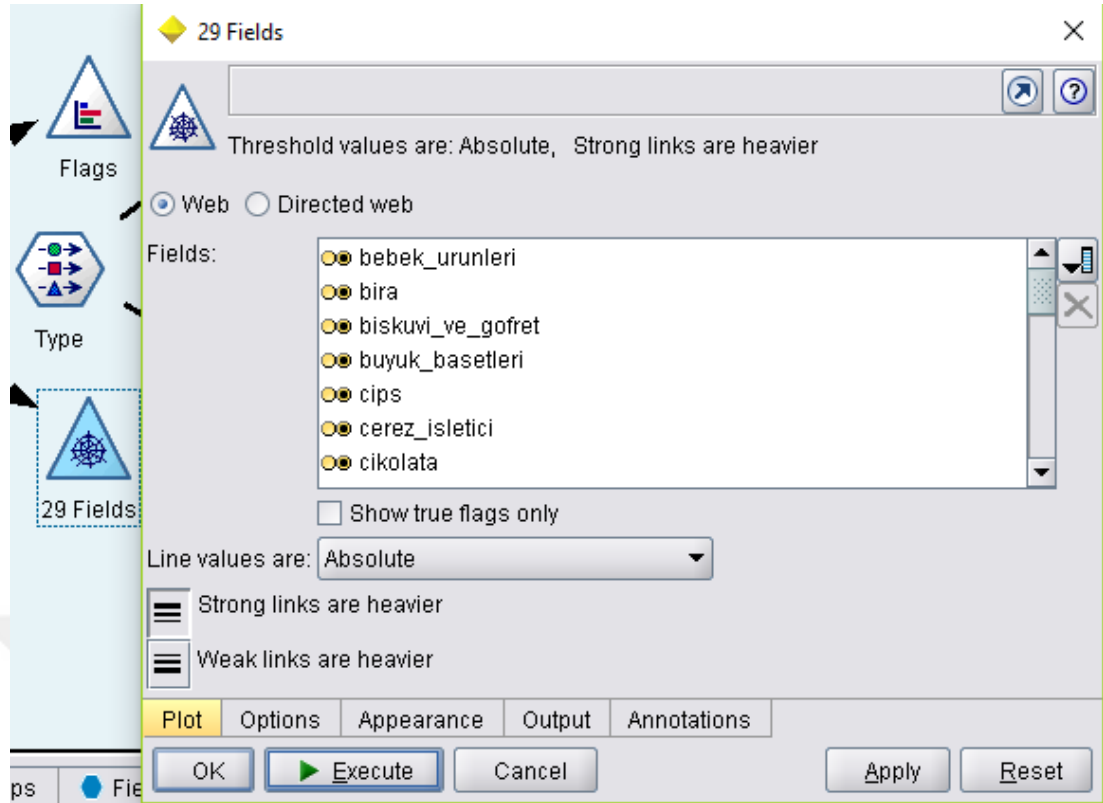 29 Fields
Threshold values are: Absolute, Strong links are heavier
Flags
Web Directed web
Fields:
bebek_urunleri
bira
biskuvi_ve_gofret
buyuk_basetleri
cips
cerez_isletici
cikolata
Type
29 Fields
Show true flags only
Line values are: Absolute
Strong links are heavier
Weak links are heavier
Plot Options Appearance Output Annotations
OK Execute Cancel Apply Reset
ps Fie